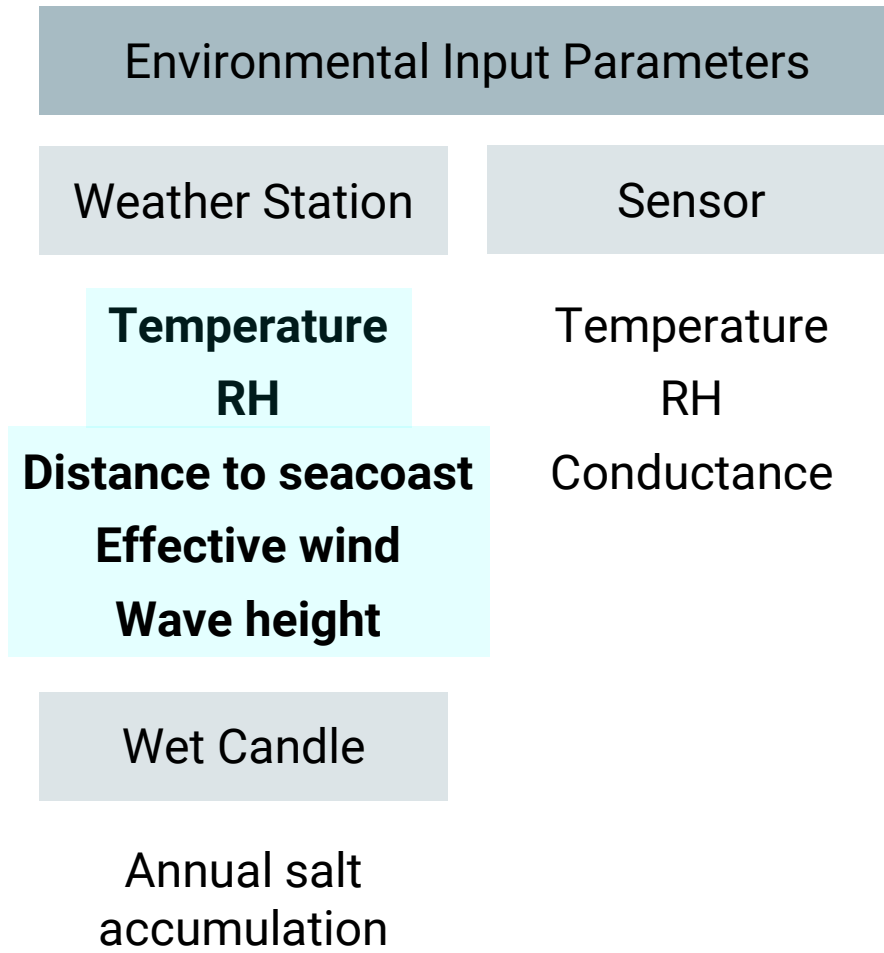 Environmental Input Parameters
Weather Station
Temperature
RH
Distance to seacoast
Effective wind
Wave height
Wet Candle
Annual salt
accumulation
Sensor
Temperature
RH
Conductance